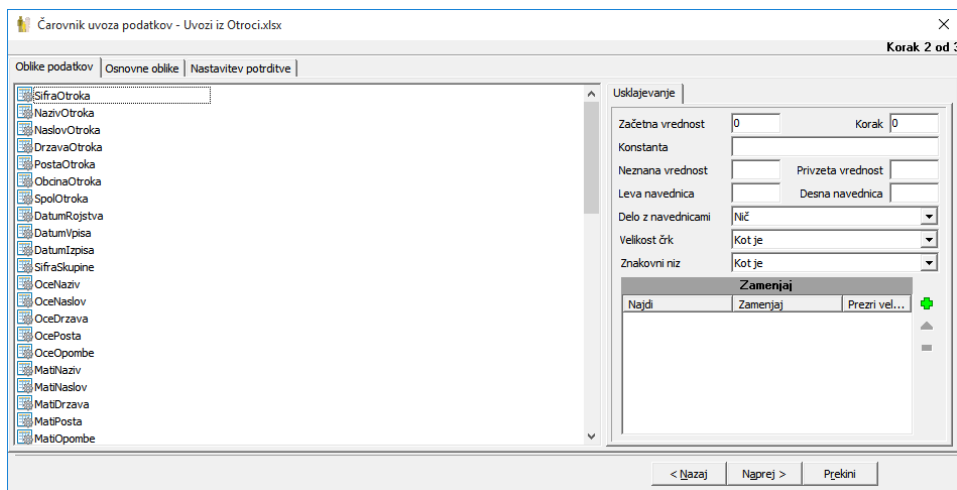 Čarovnik uvoza podatkov - Uvozi iz Otroci.xlsx
Korak 2 od 3
Oblike podatkov Osnovne oblike Nastavitev potrditve
SifraOtroka
NazivOtroka
NaslovOtroka
DrzavaOtroka
PostaOtroka
ObcinaOtroka
SpolOtroka
DatumRojstva
DatumVpisa
DatumIzpisa
SifraSkupine
OceNaziv
OceNaslov
OceDrzava
OcePosta
OceOpombe
MatiNaziv
MatiNaslov
MatiDrzava
MatiPosta
MatiOpombe
Usklajevanje
Začetna vrednost 0 Korak 0
Konstanta
Neznana vrednost Privzeta vrednost
Leva navednica Desna navednica
Delo z navednicami Nič
Velikost črk Kot je
Znakovni niz Kot je
Zamenjaj
Najdi Zamenjaj Prezri vel...
< Nazaj Naprej > Prekini